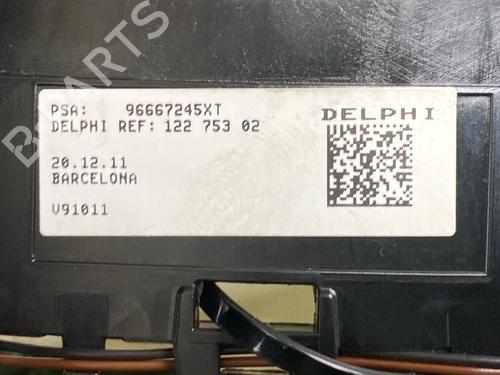 PARTS
PSA: 96667245XT
DELPHI
DELPHI REF: 122 753 02
20.12.11
BARCELONA
V91011